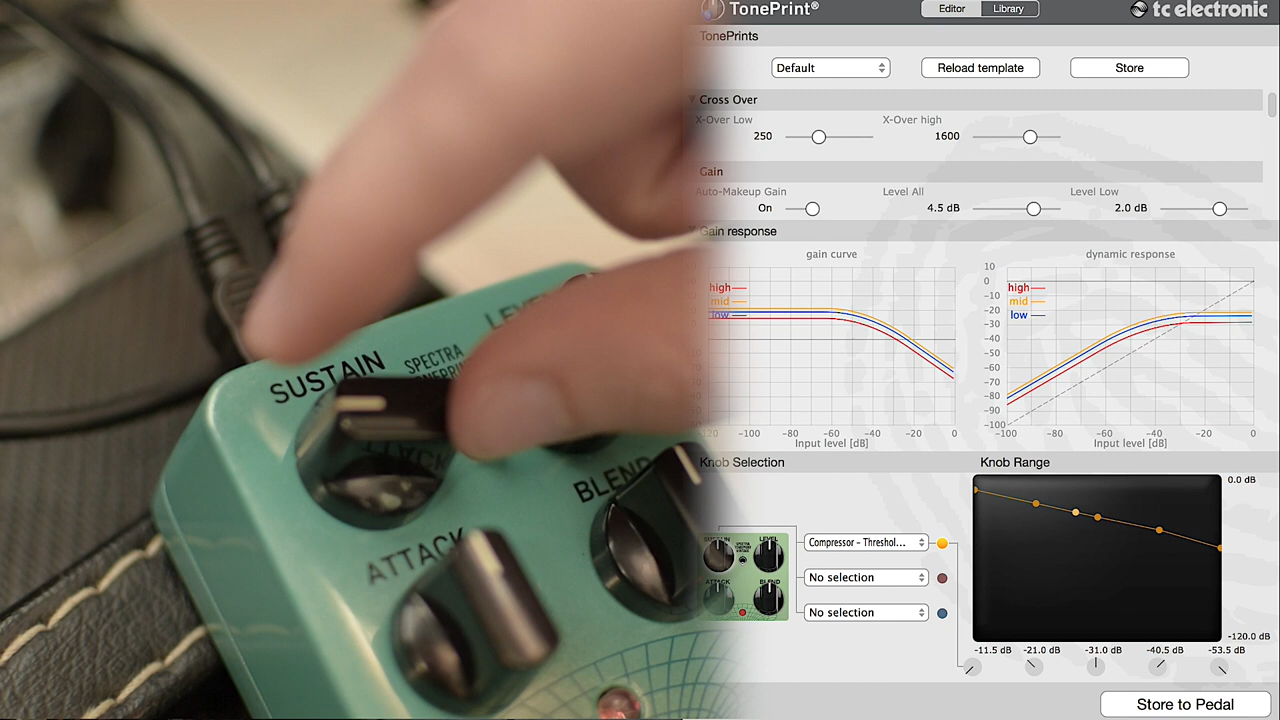 TonePrint®
Editor
Library
tc electronic
TonePrints
Default
Reload template
Store
Cross Over
X-Over Low
X-Over high
250
1600
Gain
Auto-Makeup Gain
Level All
Level Low
On
4.5 dB
2.0 dB
Gain response
gain curve
dynamic response
high
mid
low
high
mid
low
10
0
-10
-20
-30
-40
-50
-60
-70
-80
-90
-100
-120
-100
-80
-60
-40
-20
0
Input level [dB]
-100
-80
-60
-40
-20
0
Input level [dB]
Knob Selection
Knob Range
0.0 dB
-120.0 dB
Compressor - Threshol...
No selection
No selection
-11.5 dB
-21.0 dB
-31.0 dB
-40.5 dB
-53.5 dB
Store to Pedal
SUSTAIN
SPECTRA
ATTACK
BLEND
SUSTAIN
LEVEL
ATTACK
BLEND